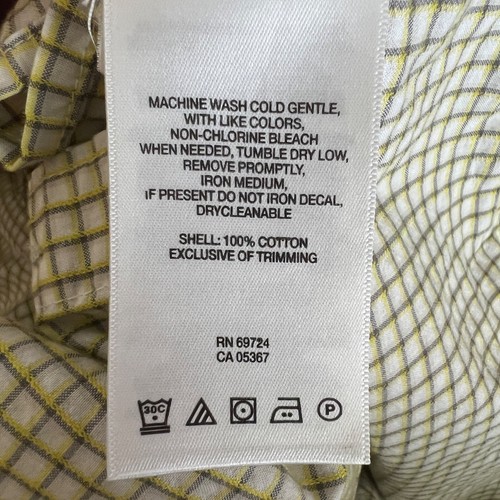 MACHINE WASH COLD GENTLE,
WITH LIKE COLORS,
NON-CHLORINE BLEACH
WHEN NEEDED, TUMBLE DRY LOW,
REMOVE PROMPTLY,
IRON MEDIUM,
IF PRESENT DO NOT IRON DECAL,
DRYCLEANABLE
SHELL: 100% COTTON
EXCLUSIVE OF TRIMMING
RN 69724
CA 05367
30C P